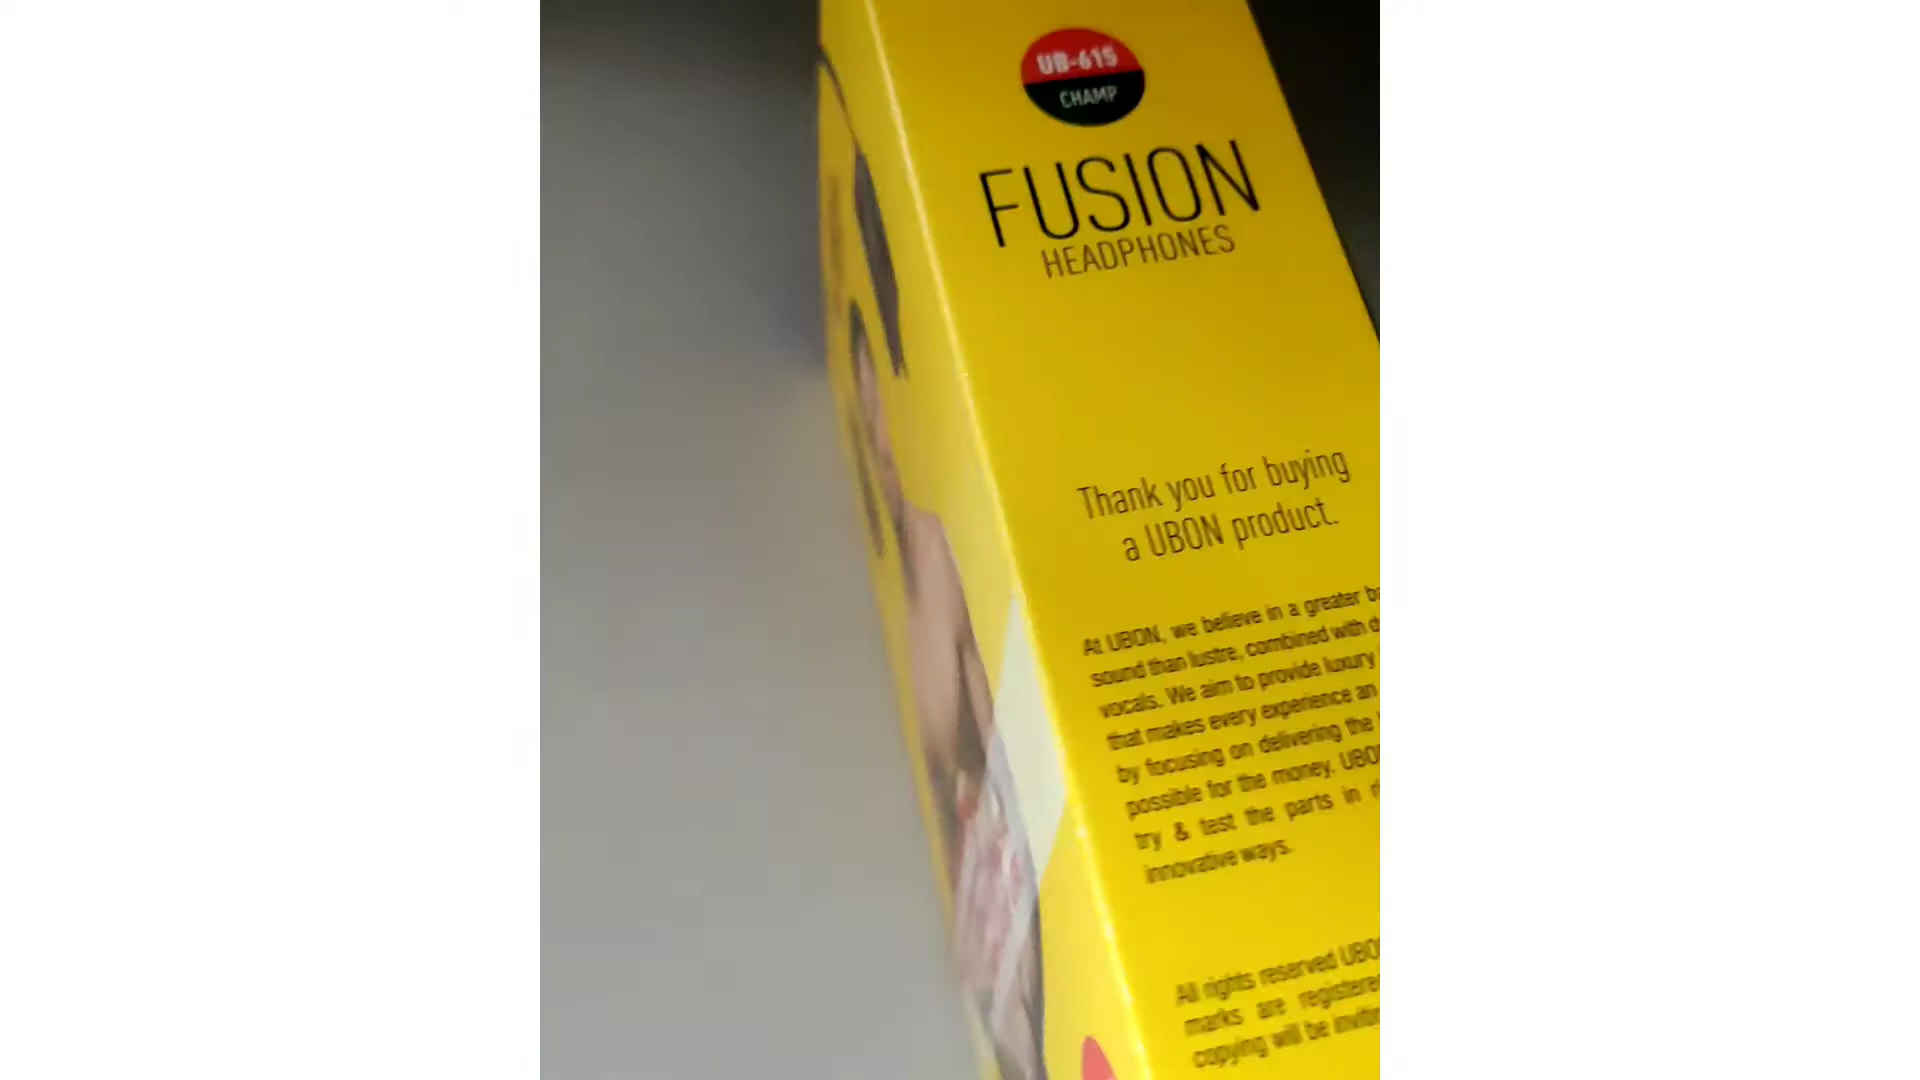 UB-615
CHAMP
FUSION
HEADPHONES
Thank you for buying
a UBON product.
At UBON, we believe in a greater
sound than lustre, combined with
vocals. We aim to provide luxury
that makes every experience an
by focusing on delivering the
possible for the money. UBON
try & test the parts in
innovative ways.
All rights reserved UBON
marks are registered
copying will be